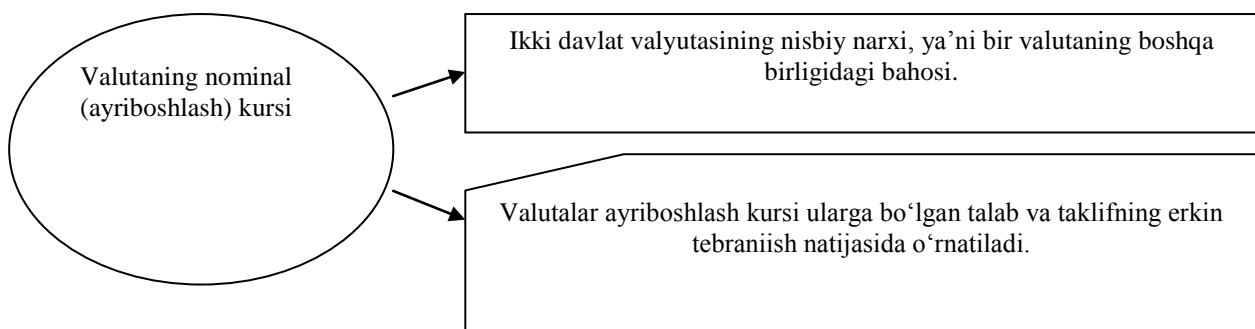 Valutaning nominal
(ayriboshlash) kursi
Ikki davlat valyutasining nisbiy narxi, ya’ni bir valutaning boshqa
birligidagi bahosi.
Valutalar ayriboshlash kursi ularga bo‘lgan talab va taklifning erkin
tebraniish natijasida o‘rnatiladi.